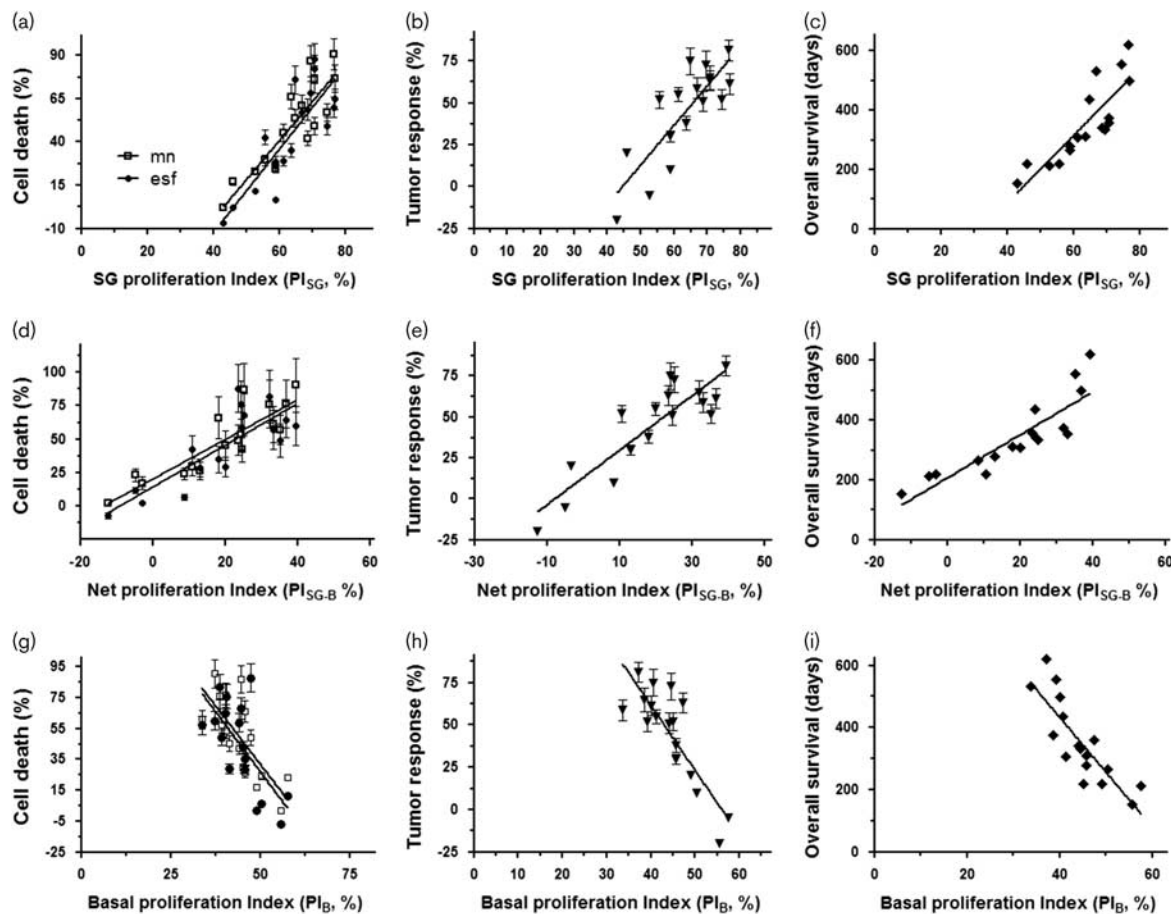 (a)
Cell death (%)
90
65
40
15
-10
mn
esf
0 20 40 60 80
SG proliferation Index (PISG, %)
(b)
Tumor response (%)
75
50
25
0
-25
0 10 20 30 40 50 60 70 80
SG proliferation Index (PISG, %)
(c)
Overall survival (days)
600
400
200
0
0 20 40 60 80
SG proliferation Index (PISG, %)
(d)
Cell death (%)
100
75
50
25
0
-20 0 20 40 60
Net proliferation Index (PISG-B %)
(e)
Tumor response (%)
75
50
25
0
-25
-30 -10 10 30 50
Net proliferation Index (PISG-B, %)
(f)
Overall survival (days)
600
400
200
0
-20 0 20 40 60
Net proliferation Index (PISG-B %)
(g)
Cell death (%)
95
75
55
35
15
-5
25
0 25 50 75
Basal proliferation Index (PIB, %)
(h)
Tumor response (%)
75
50
25
0
25
0 10 20 30 40 50 60 70
Basal proliferation Index (PIB, %)
(i)
Overall survival (days)
600
400
200
0
0 20 40 60
Basal proliferation Index (PIB, %)